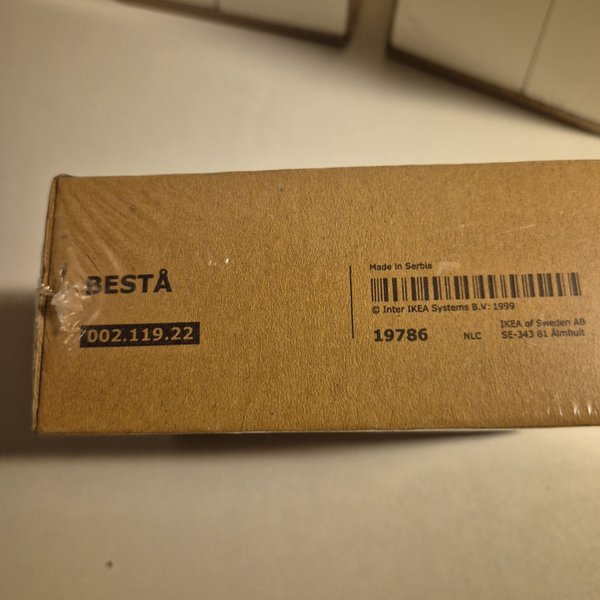 BESTÅ
002.119.22
Made in Serbia
© Inter IKEA Systems B.V. 1999
19786
NLC
IKEA of Sweden AB
SE-343 81 Älmhult